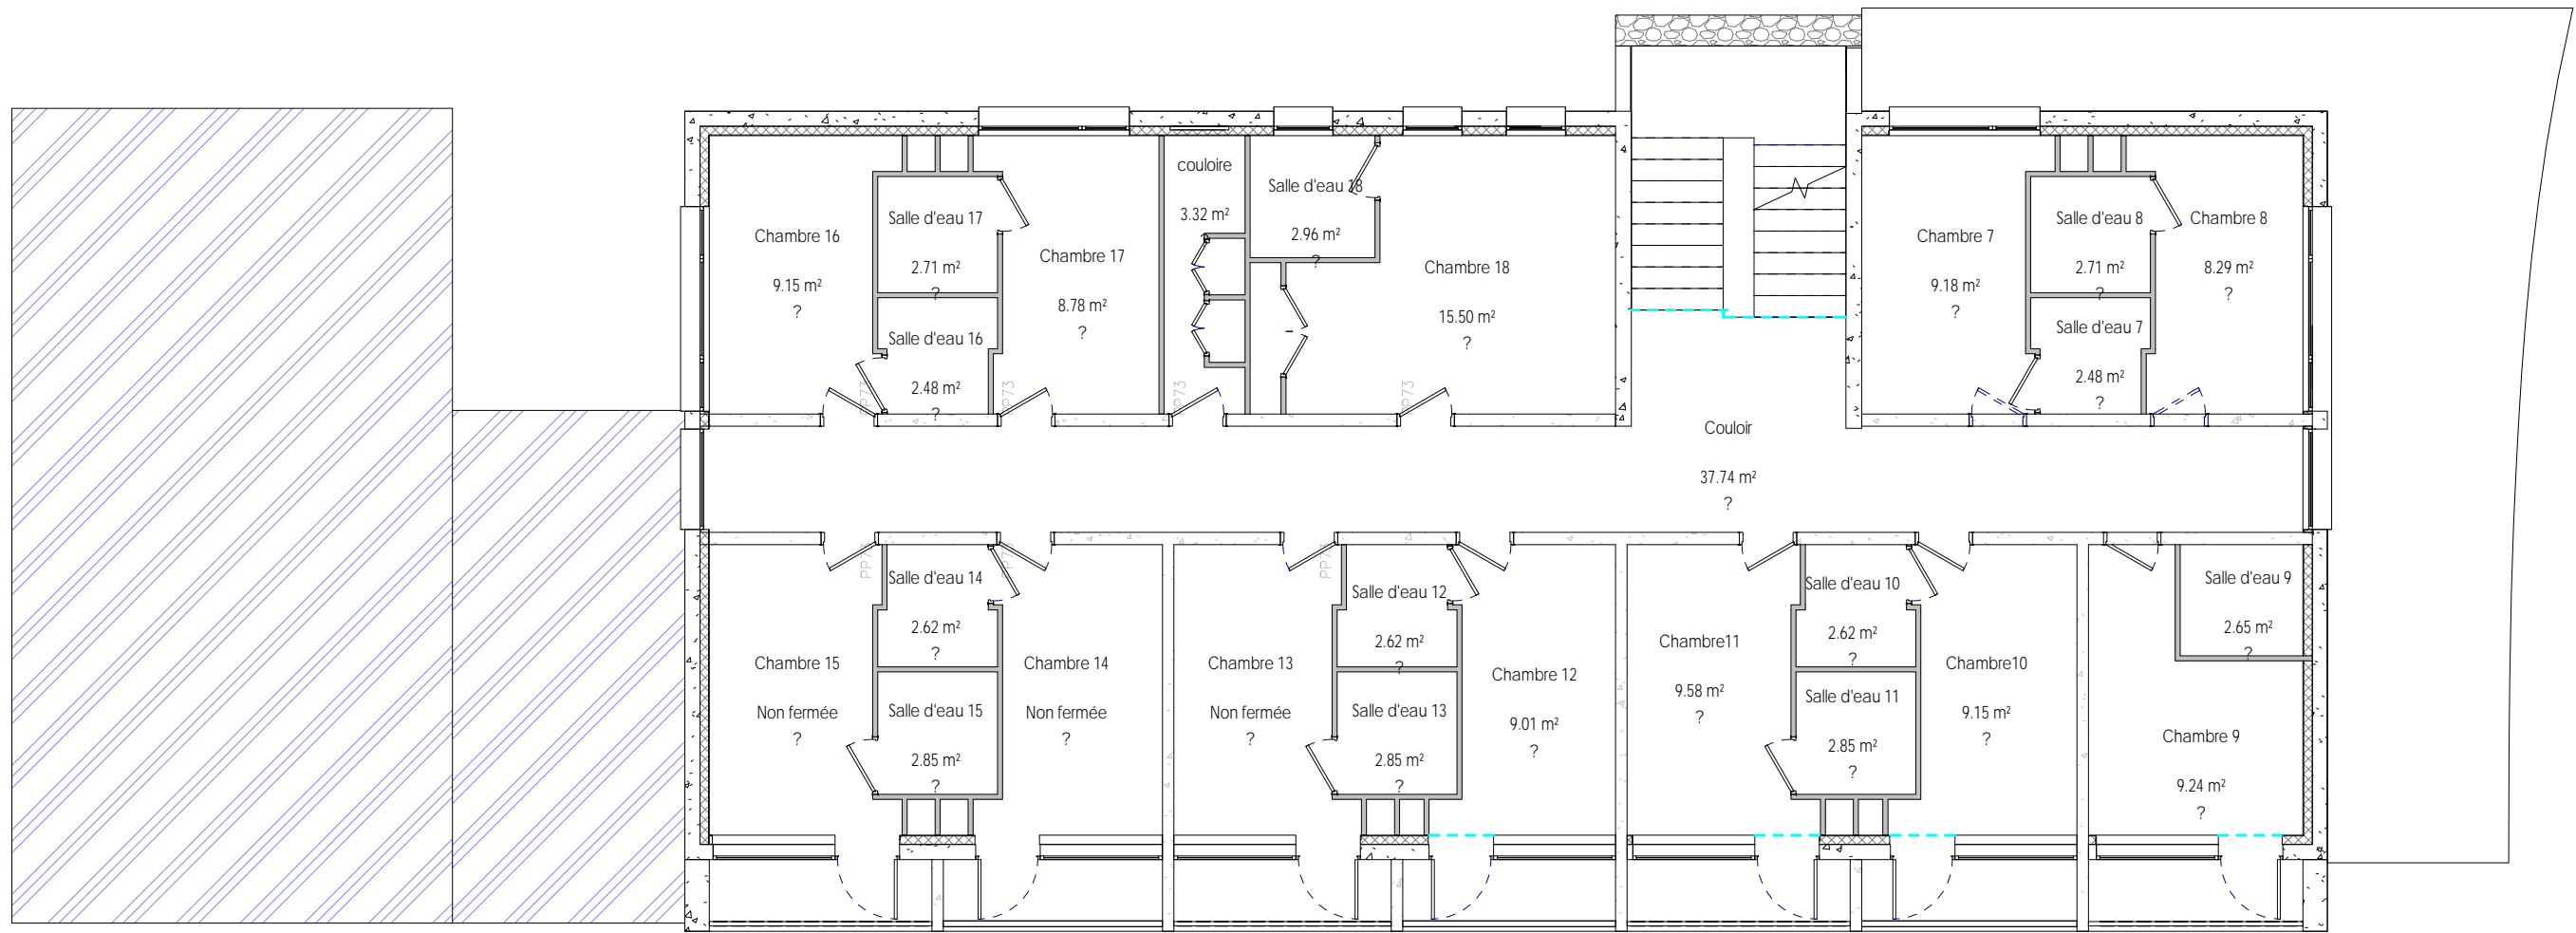 couloire
3.32 m²
Salle d'eau 18
2.96 m²
?
Salle d'eau 17
2.71 m²
?
Chambre 16
9.15 m²
?
Chambre 17
8.78 m²
?
Chambre 18
15.50 m²
?
Salle d'eau 16
2.48 m²
?
Chambre 7
9.18 m²
?
Salle d'eau 8
2.71 m²
?
Chambre 8
8.29 m²
?
Salle d'eau 7
2.48 m²
?
PP73
PP73
PP73
PP73
Couloir
37.74 m²
?
PP73
PP73
PP73
Salle d'eau 14
2.62 m²
?
Salle d'eau 12
2.62 m²
?
Salle d'eau 10
2.62 m²
?
Salle d'eau 9
2.65 m²
?
Chambre 15
Non fermée
?
Chambre 14
Non fermée
?
Chambre 13
Non fermée
?
Chambre 12
9.01 m²
?
Chambre11
9.58 m²
?
Chambre10
9.15 m²
?
Salle d'eau 15
2.85 m²
?
Salle d'eau 13
2.85 m²
?
Salle d'eau 11
2.85 m²
?
Chambre 9
9.24 m²
?